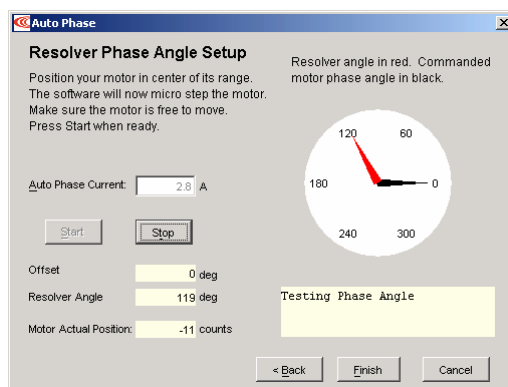 Auto Phase
Resolver Phase Angle Setup
Position your motor in center of its range.
The software will now micro step the motor.
Make sure the motor is free to move.
Press Start when ready.
Resolver angle in red. Commanded
motor phase angle in black.
120 60
180 0
240 300
Auto Phase Current: 2.8 A
Start Stop
Offset 0 deg
Resolver Angle 119 deg
Motor Actual Position: -11 counts
Testing Phase Angle
< Back Finish Cancel